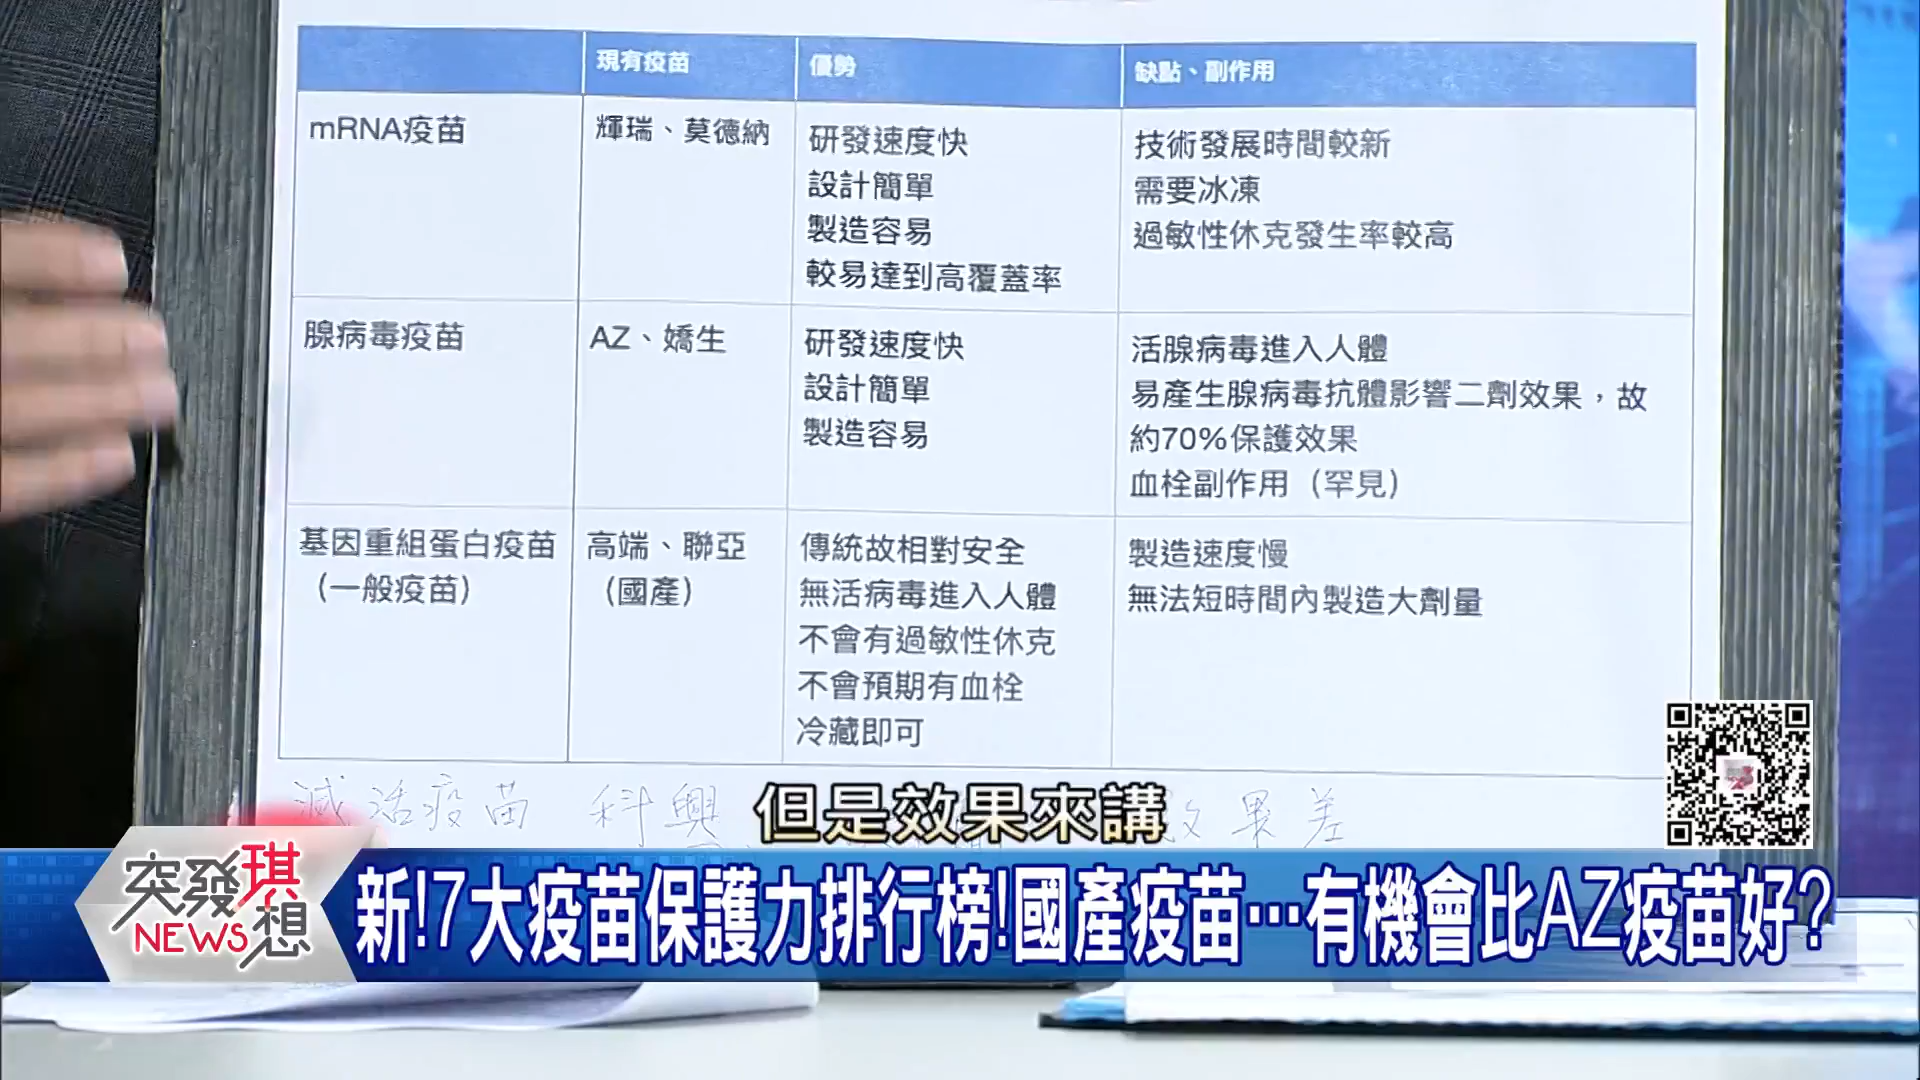 現有疫苗
優勢
缺點、副作用
mRNA疫苗
輝瑞、莫德納
研發速度快
設計簡單
製造容易
較易達到高覆蓋率
技術發展時間較新
需要冰凍
過敏性休克發生率較高
腺病毒疫苗
AZ、嬌生
研發速度快
設計簡單
製造容易
活腺病毒進入人體
易產生腺病毒抗體影響二劑效果，故
約70%保護效果
血栓副作用（罕見）
基因重組蛋白疫苗
（一般疫苗）
高端、聯亞
（國產）
傳統故相對安全
無活病毒進入人體
不會有過敏性休克
不會預期有血栓
冷藏即可
製造速度慢
無法短時間內製造大劑量
減活疫苗 科興 效果差
但是效果來講
突發琪想
NEWS
新!7大疫苗保護力排行榜!國產疫苗…有機會比AZ疫苗好?